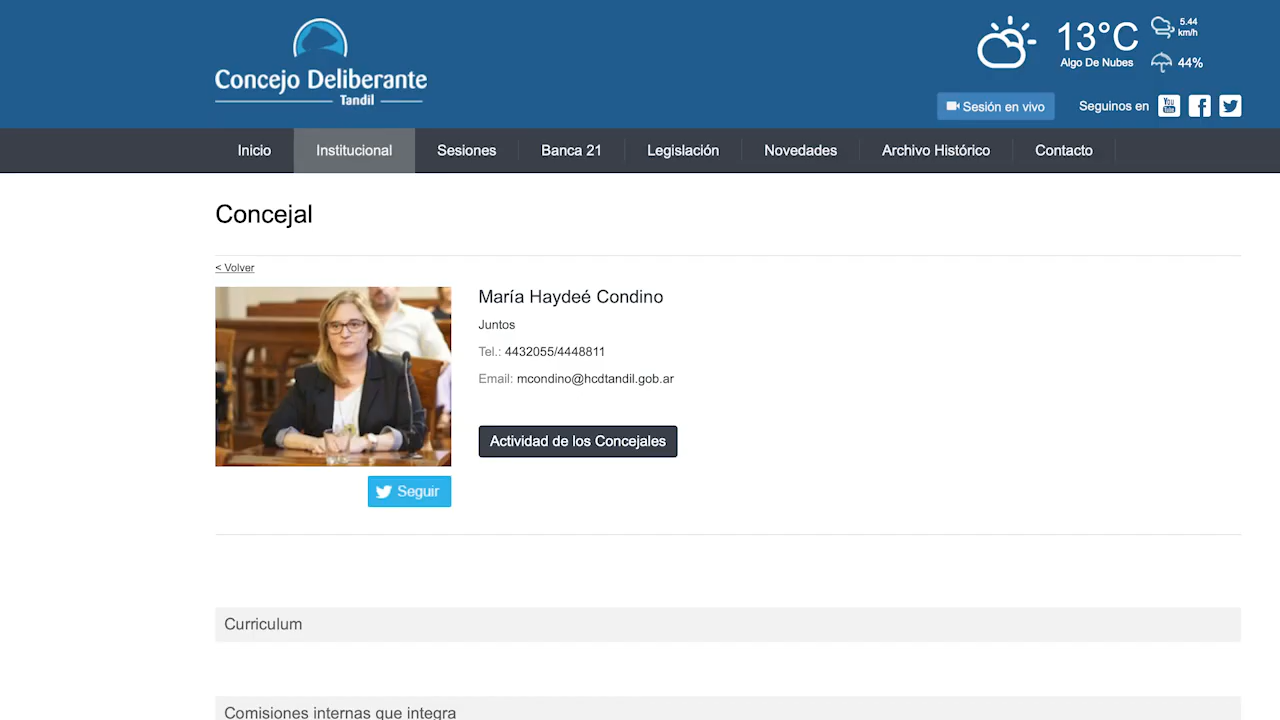 Concejo Deliberante
Tandil
13°C
Algo De Nubes
5.44
km/h
44%
Sesión en vivo
Seguinos en
You
Tube
Inicio
Institucional
Sesiones
Banca 21
Legislación
Novedades
Archivo Histórico
Contacto
Concejal
< Volver
María Haydeé Condino
Juntos
Tel.: 4432055/4448811
Email: mcondino@hcdtandil.gob.ar
Actividad de los Concejales
Seguir
Curriculum
Comisiones internas que integra